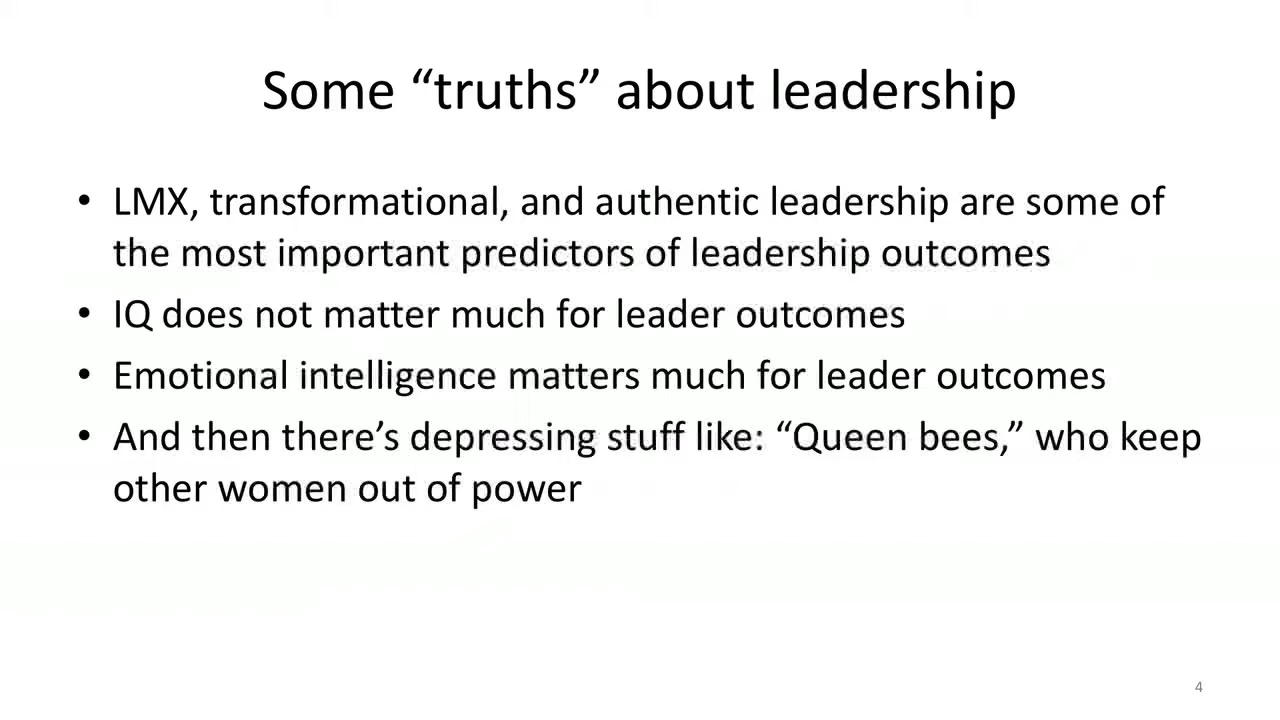 Some “truths” about leadership
• LMX, transformational, and authentic leadership are some of
the most important predictors of leadership outcomes
• IQ does not matter much for leader outcomes
• Emotional intelligence matters much for leader outcomes
• And then there’s depressing stuff like: “Queen bees,” who keep
other women out of power
4